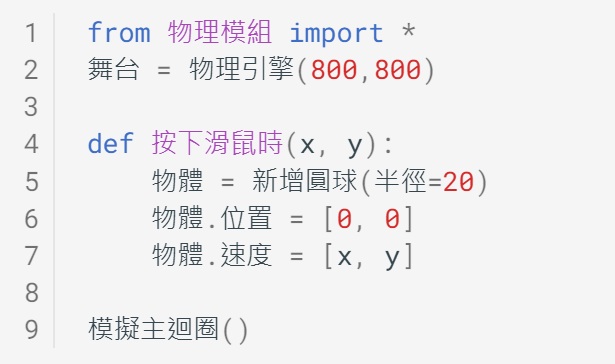 1 from 物理模組 import *
2 舞台 = 物理引擎(800,800)
3
4 def 按下滑鼠時(x, y):
5     物體 = 新增圓球(半徑=20)
6     物體.位置 = [0, 0]
7     物體.速度 = [x, y]
8
9 模擬主迴圈()